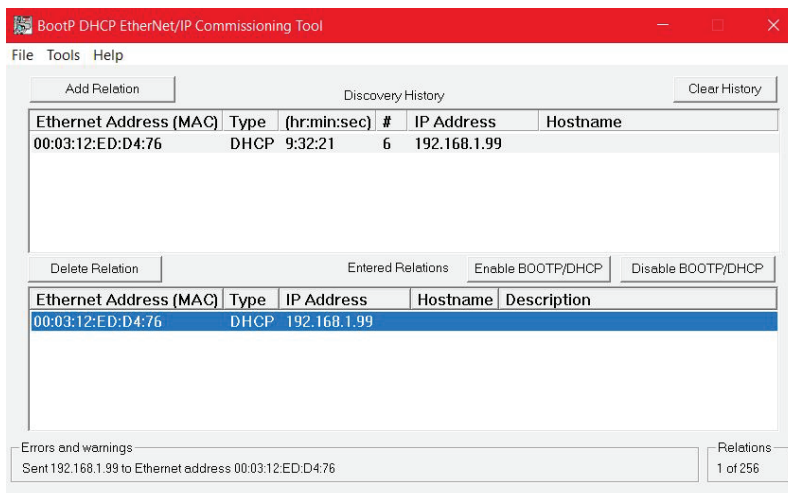 BootP DHCP EtherNet/IP Commissioning Tool
File Tools Help
Add Relation Discovery History Clear History
Ethernet Address (MAC) Type (hr:min:sec) # IP Address Hostname
00:03:12:ED:D4:76 DHCP 9:32:21 6 192.168.1.99
Delete Relation Entered Relations Enable BOOTP/DHCP Disable BOOTP/DHCP
Ethernet Address (MAC) Type IP Address Hostname Description
00:03:12:ED:D4:76 DHCP 192.168.1.99
Errors and warnings Relations
Sent 192.168.1.99 to Ethernet address 00:03:12:ED:D4:76 1 of 256